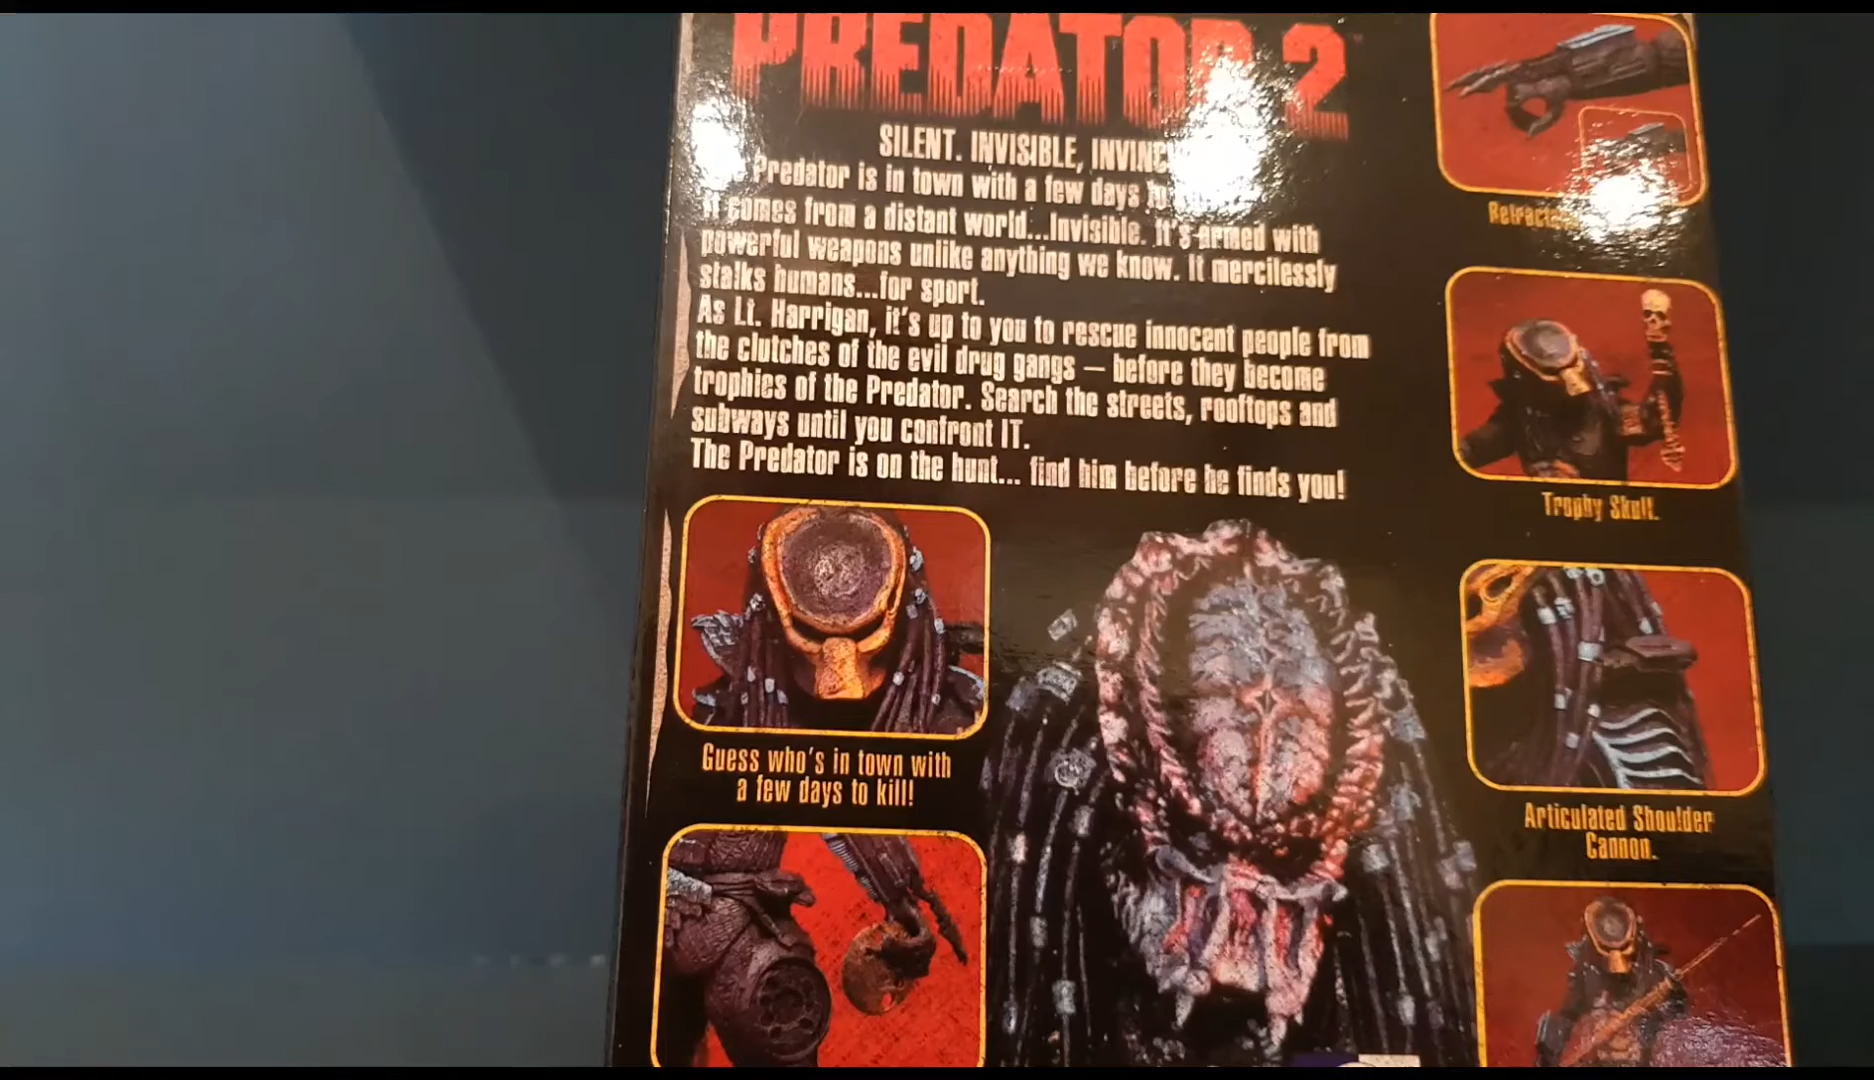 PREDATOR 2
SILENT. INVISIBLE,
Predator is in town with a few days
comes from a distant world...Invisible. It's armed with
powerful weapons unlike anything we know. It mercilessly
stalks humans...for sport.
As Lt. Harrigan, it's up to you to rescue innocent people from
the clutches of the evil drug gangs – before they become
trophies of the Predator. Search the streets, rooftops and
subways until you confront IT.
The Predator is on the hunt... find him before he finds you!
Guess who's in town with
a few days to kill!
Trophy Skull.
Articulated Shoulder
Cannon.